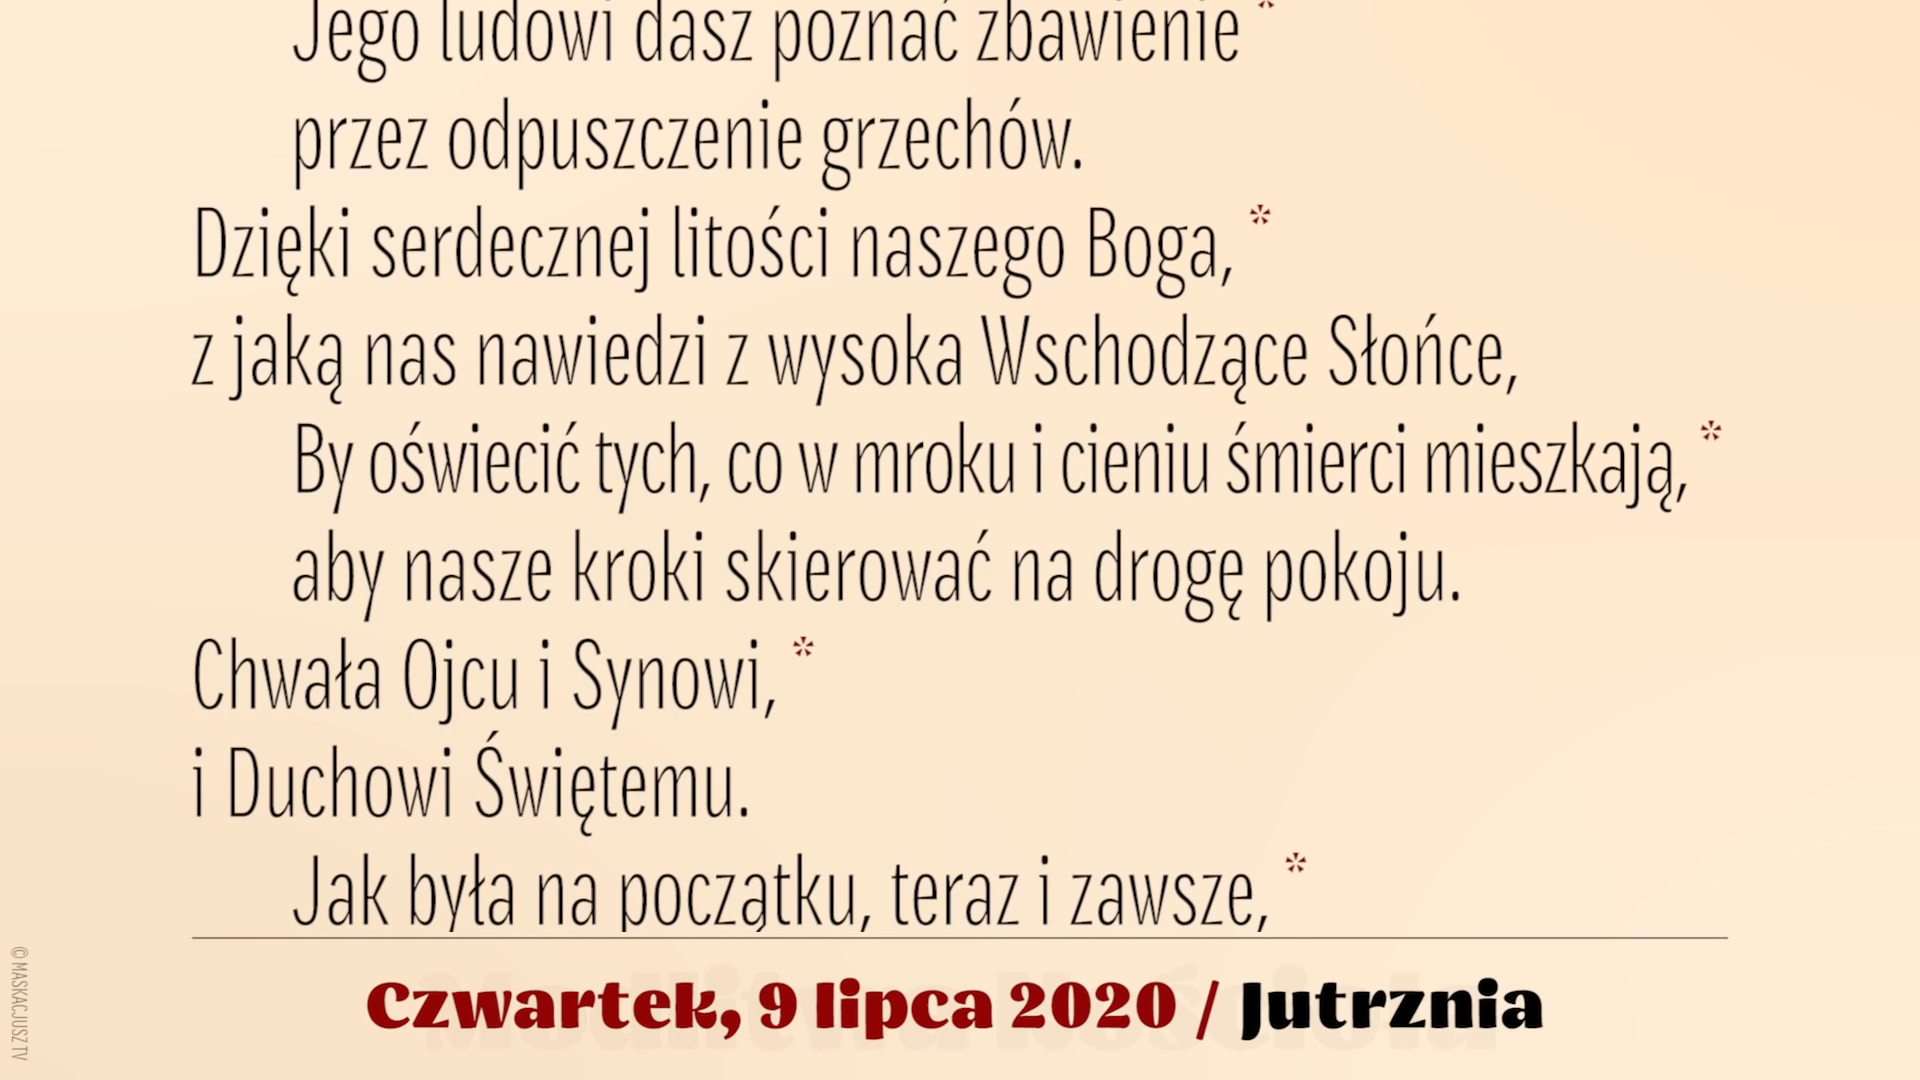 Jego ludowi dasz poznać zbawienie *
przez odpuszczenie grzechów.
Dzięki serdecznej litości naszego Boga, *
z jaką nas nawiedzi z wysoka Wschodzące Słońce,
By oświecić tych, co w mroku i cieniu śmierci mieszkają, *
aby nasze kroki skierować na drogę pokoju.
Chwała Ojcu i Synowi, *
i Duchowi Świętemu.
Jak była na początku, teraz i zawsze, *
Czwartek, 9 lipca 2020 / Jutrznia
© MASKACJUSZ TV